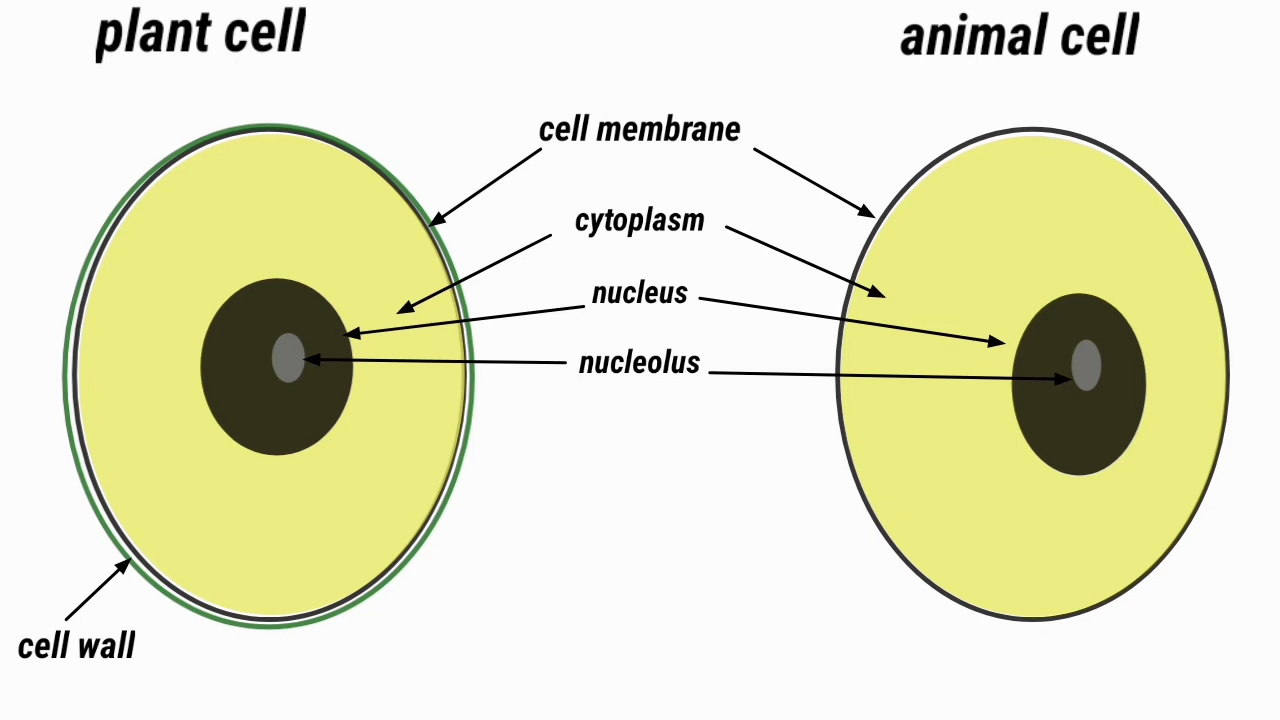 plant cell
animal cell
cell membrane
cytoplasm
nucleus
nucleolus
cell wall